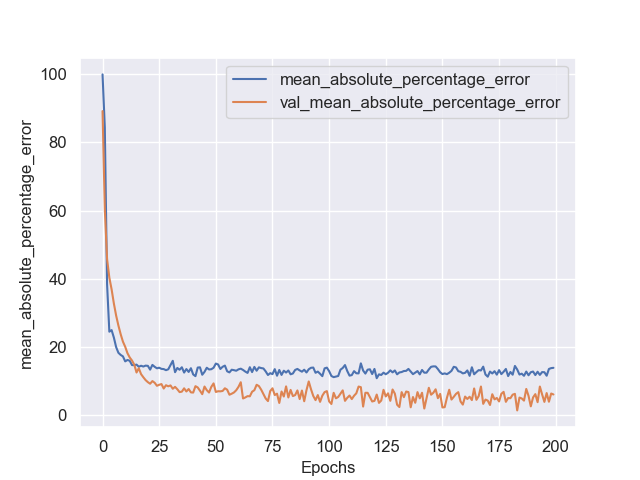 mean_absolute_percentage_error
val_mean_absolute_percentage_error
mean_absolute_percentage_error
100
80
60
40
20
0
0 25 50 75 100 125 150 175 200
Epochs